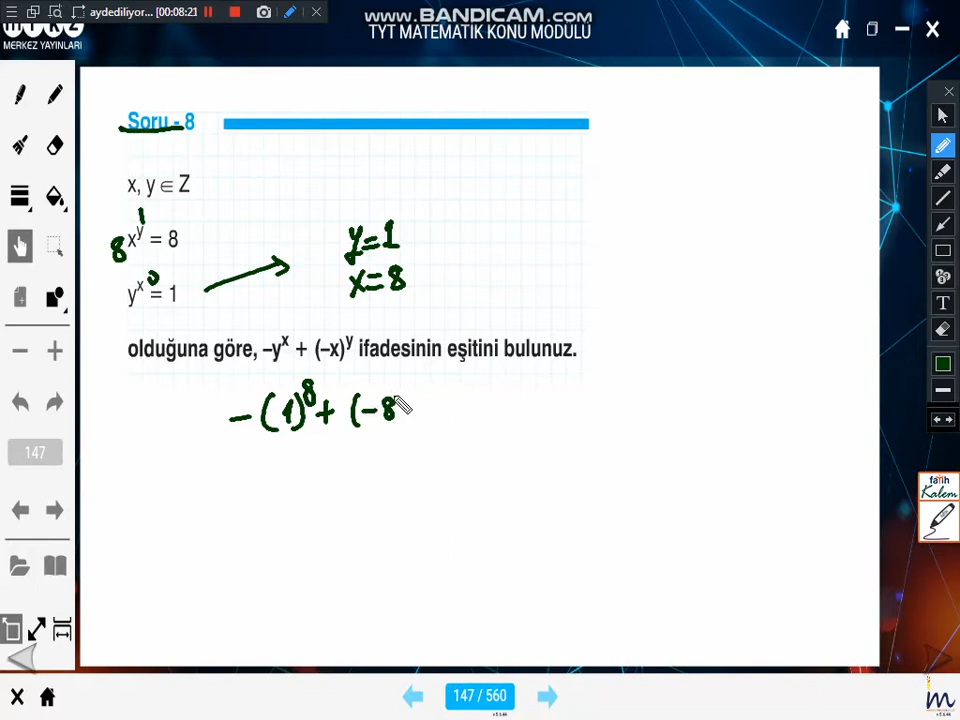 aydediliyor... [00:08:21
www.BANDICAM.com
MERKEZ YAYINLARI
TYT MATEMATİK KONU MODÜLÜ
Soru - 8
x, y ∈ Z
8 x^y = 8 1
y^x = 1 0
y=1
x=8
olduğuna göre, –y^x + (–x)^y ifadesinin eşitini bulunuz.
-(1)^8 + (-8
T
147
fatih
Kalem
147 / 560